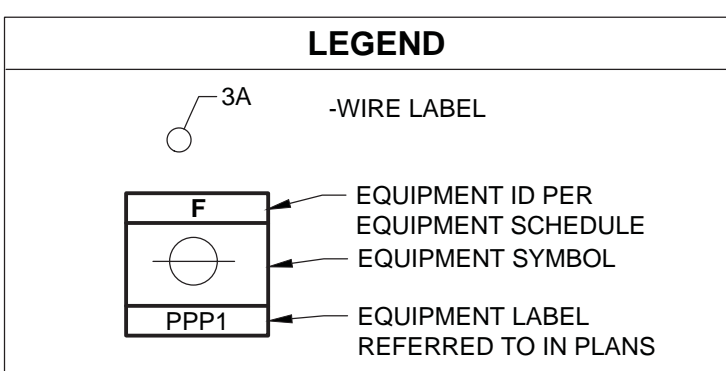 LEGEND
3A
-WIRE LABEL
F
EQUIPMENT ID PER
EQUIPMENT SCHEDULE
EQUIPMENT SYMBOL
PPP1
EQUIPMENT LABEL
REFERRED TO IN PLANS